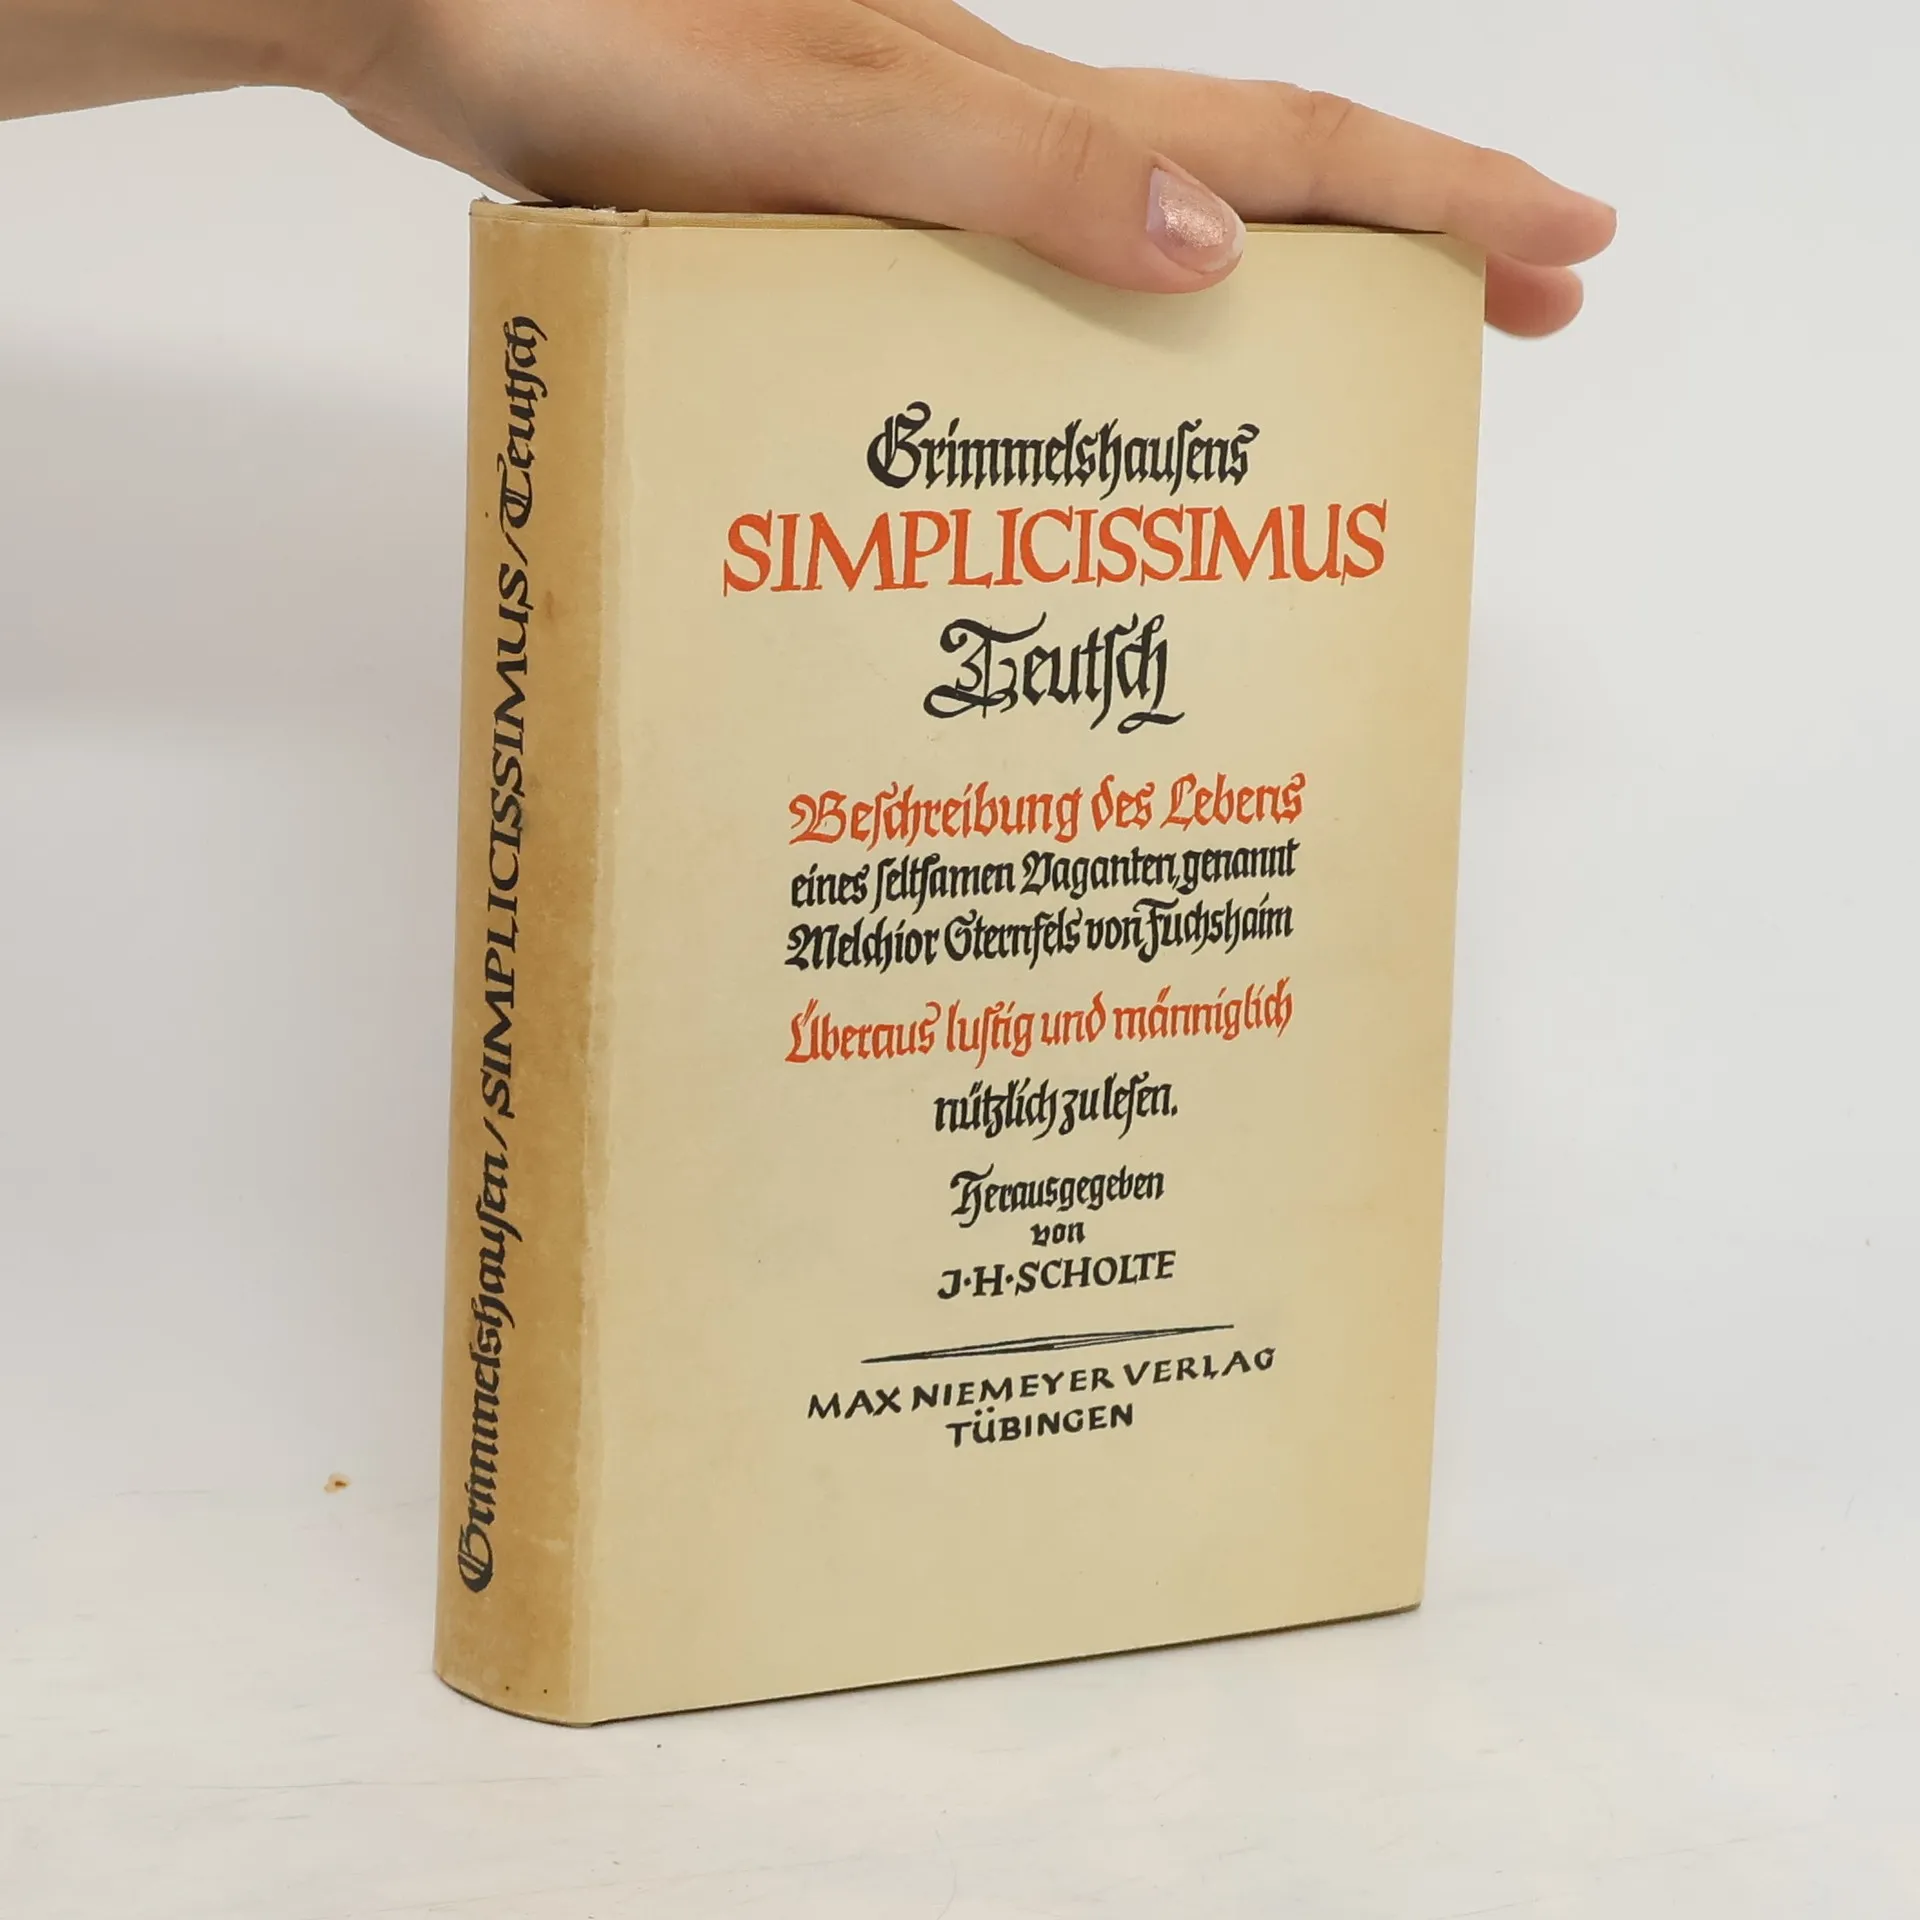 Grimmelshausen / SIMPLICISSIMUS / Teutsch
Grimmelshauſens
SIMPLICISSIMUS
Teutſch
Beſchreibung des Lebens
eines ſeltſamen Vaganten, genannt
Melchior Sternfels von Fuchshaim
Überaus luſtig und männiglich
nützlich zu leſen.
Herausgegeben
von
J·H·SCHOLTE
MAX NIEMEYER VERLAG
TÜBINGEN